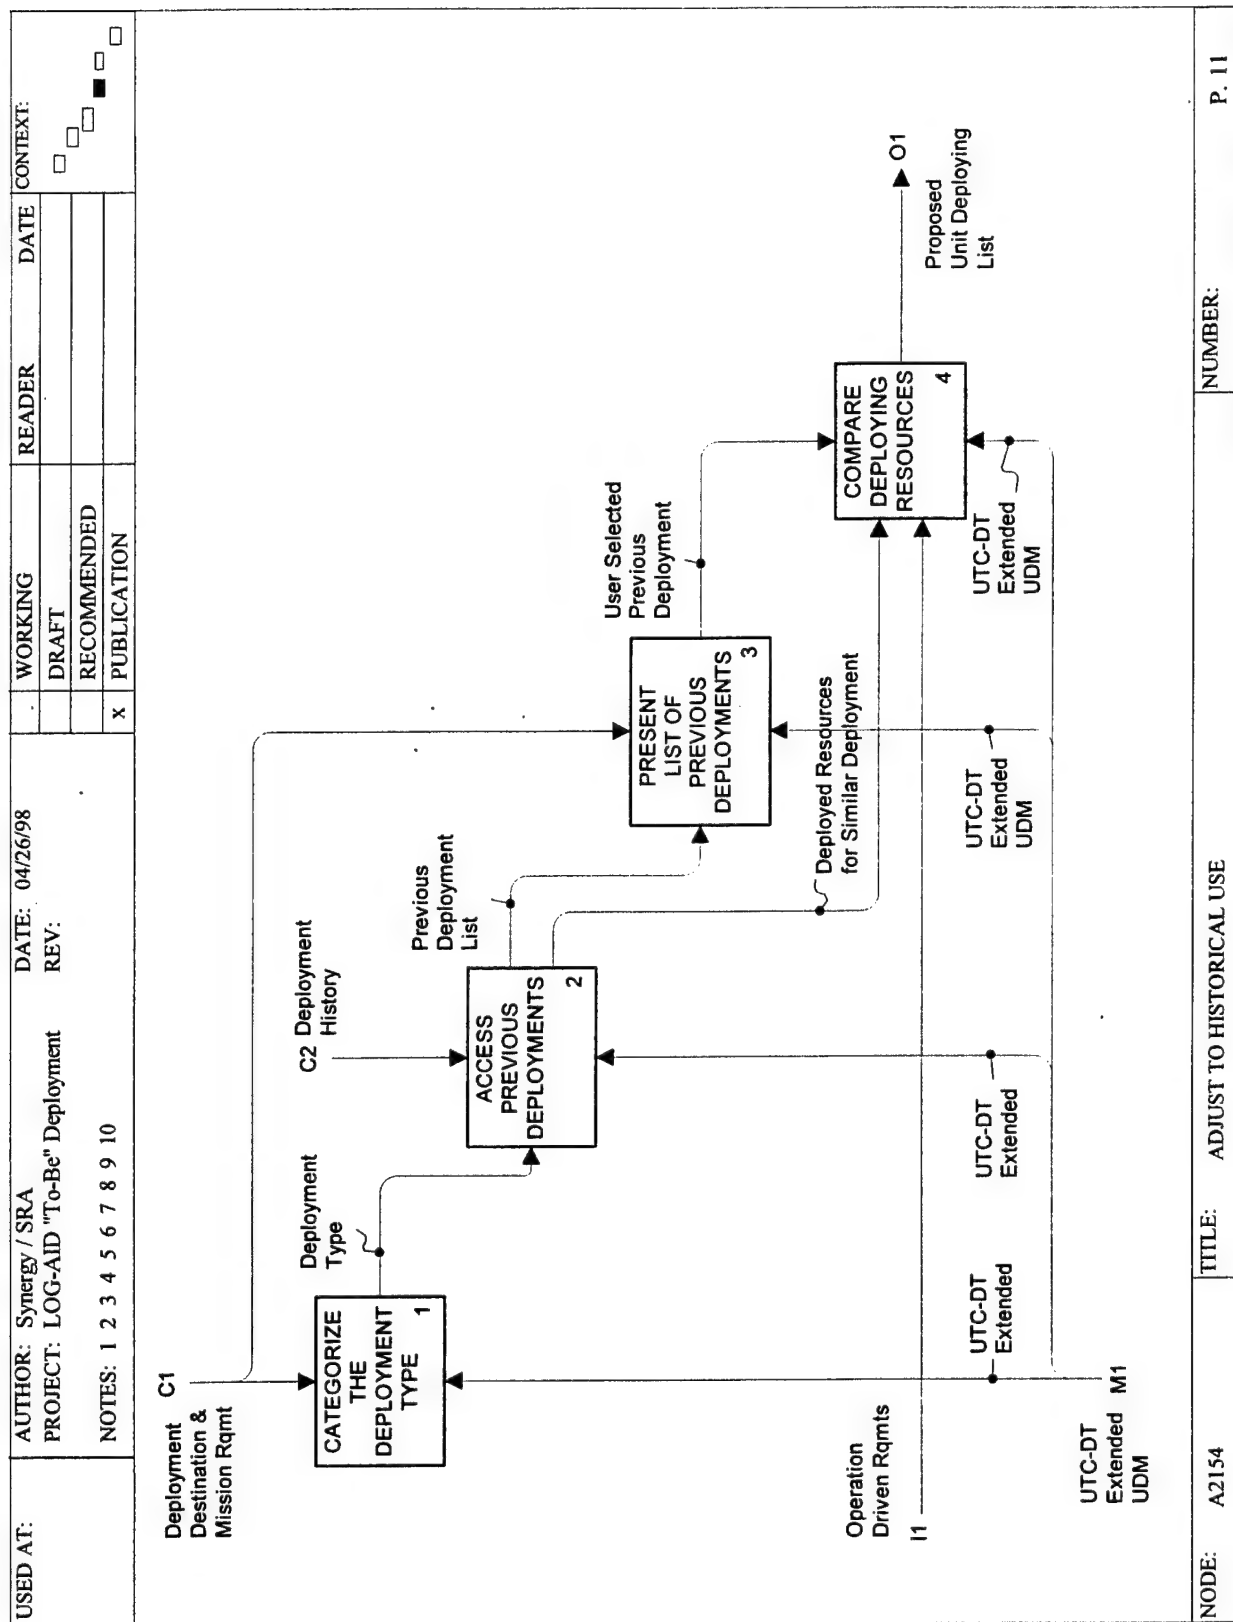 USED AT:
AUTHOR: Synergy / SRA
PROJECT: LOG-AID "To-Be" Deployment
NOTES: 1 2 3 4 5 6 7 8 9 10
DATE: 04/26/98
REV:
WORKING
DRAFT
RECOMMENDED
x PUBLICATION
READER DATE
CONTEXT:
C1
Deployment
Destination &
Mission Rqmt
C2 Deployment
History
CATEGORIZE
THE
DEPLOYMENT
TYPE
1
Deployment
Type
ACCESS
PREVIOUS
DEPLOYMENTS
2
Previous
Deployment
List
PRESENT
LIST OF
PREVIOUS
DEPLOYMENTS
3
User Selected
Previous
Deployment
Deployed Resources
for Similar Deployment
COMPARE
DEPLOYING
RESOURCES
4
O1
Proposed
Unit Deploying
List
Operation
Driven Rqmts
I1
UTC-DT
Extended
UTC-DT
Extended
UTC-DT
Extended
UDM
UTC-DT
Extended
UDM
UTC-DT
Extended
UDM
M1
NODE: A2154
TITLE: ADJUST TO HISTORICAL USE
NUMBER:
P. 11